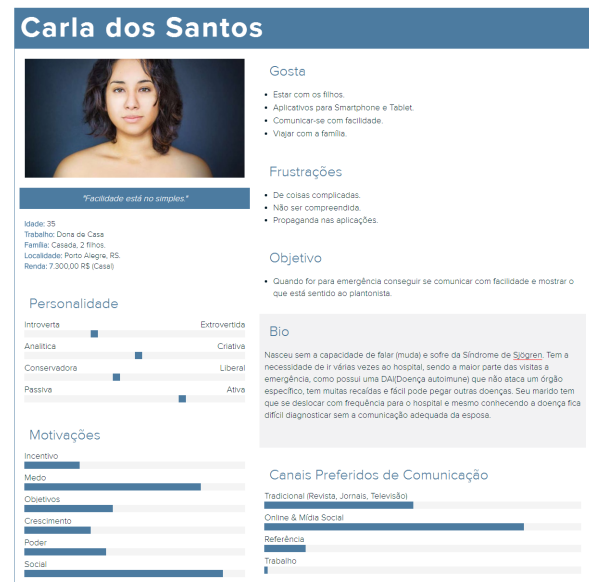 Carla dos Santos
"Facilidade está no simples."
Idade: 35
Trabalho: Dona de Casa
Família: Casada, 2 filhos.
Localidade: Porto Alegre, RS.
Renda: 7.300,00 R$ (Casal)
Personalidade
Introverta Extrovertida
Analitica Criativa
Conservadora Liberal
Passiva Ativa
Motivações
Incentivo
Medo
Objetivos
Crescimento
Poder
Social
Gosta
• Estar com os filhos.
• Aplicativos para Smartphone e Tablet.
• Comunicar-se com facilidade.
• Viajar com a família.
Frustrações
• De coisas complicadas.
• Não ser compreendida.
• Propaganda nas aplicações.
Objetivo
• Quando for para emergência conseguir se comunicar com facilidade e mostrar o
que está sentido ao plantonista.
Bio
Nasceu sem a capacidade de falar (muda) e sofre da Síndrome de Sjögren. Tem a
necessidade de ir várias vezes ao hospital, sendo a maior parte das visitas a
emergência, como possui uma DAI(Doença autoimune) que não ataca um órgão
específico, tem muitas recaídas e fácil pode pegar outras doenças. Seu marido tem
que se deslocar com frequência para o hospital e mesmo conhecendo a doença fica
difícil diagnosticar sem a comunicação adequada da esposa.
Canais Preferidos de Comunicação
Tradicional (Revista, Jornais, Televisão)
Online & Mídia Social
Referência
Trabalho